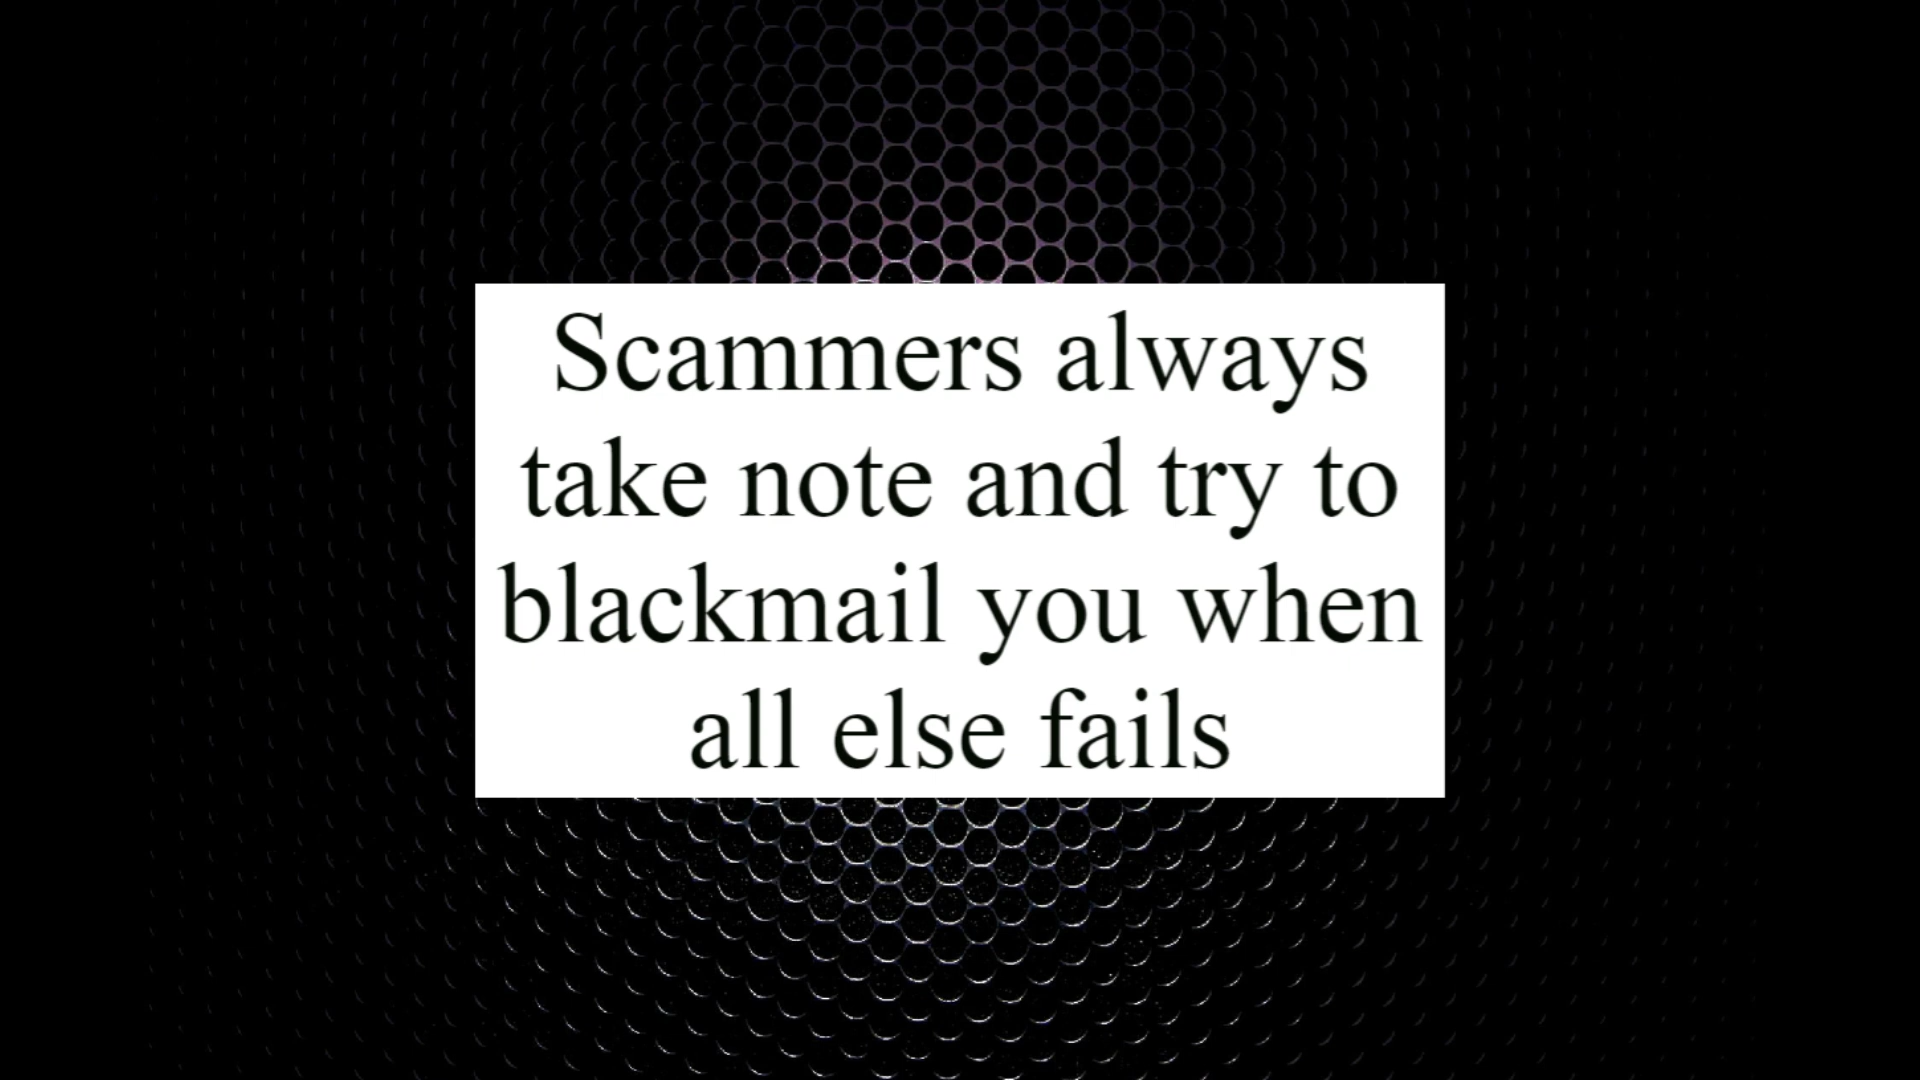 Scammers always
take note and try to
blackmail you when
all else fails